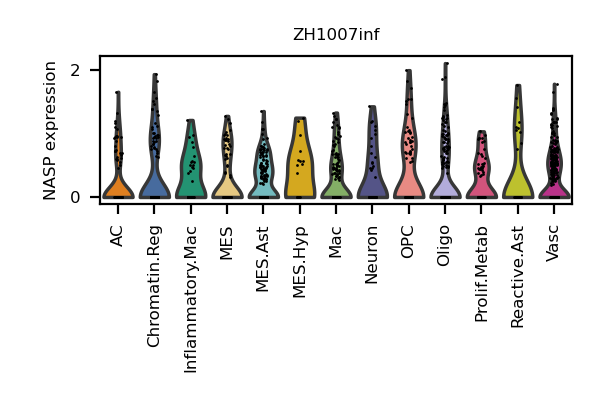 ZH1007inf
NASP expression
2
0
AC
Chromatin.Reg
Inflammatory.Mac
MES
MES.Ast
MES.Hyp
Mac
Neuron
OPC
Oligo
Prolif.Metab
Reactive.Ast
Vasc